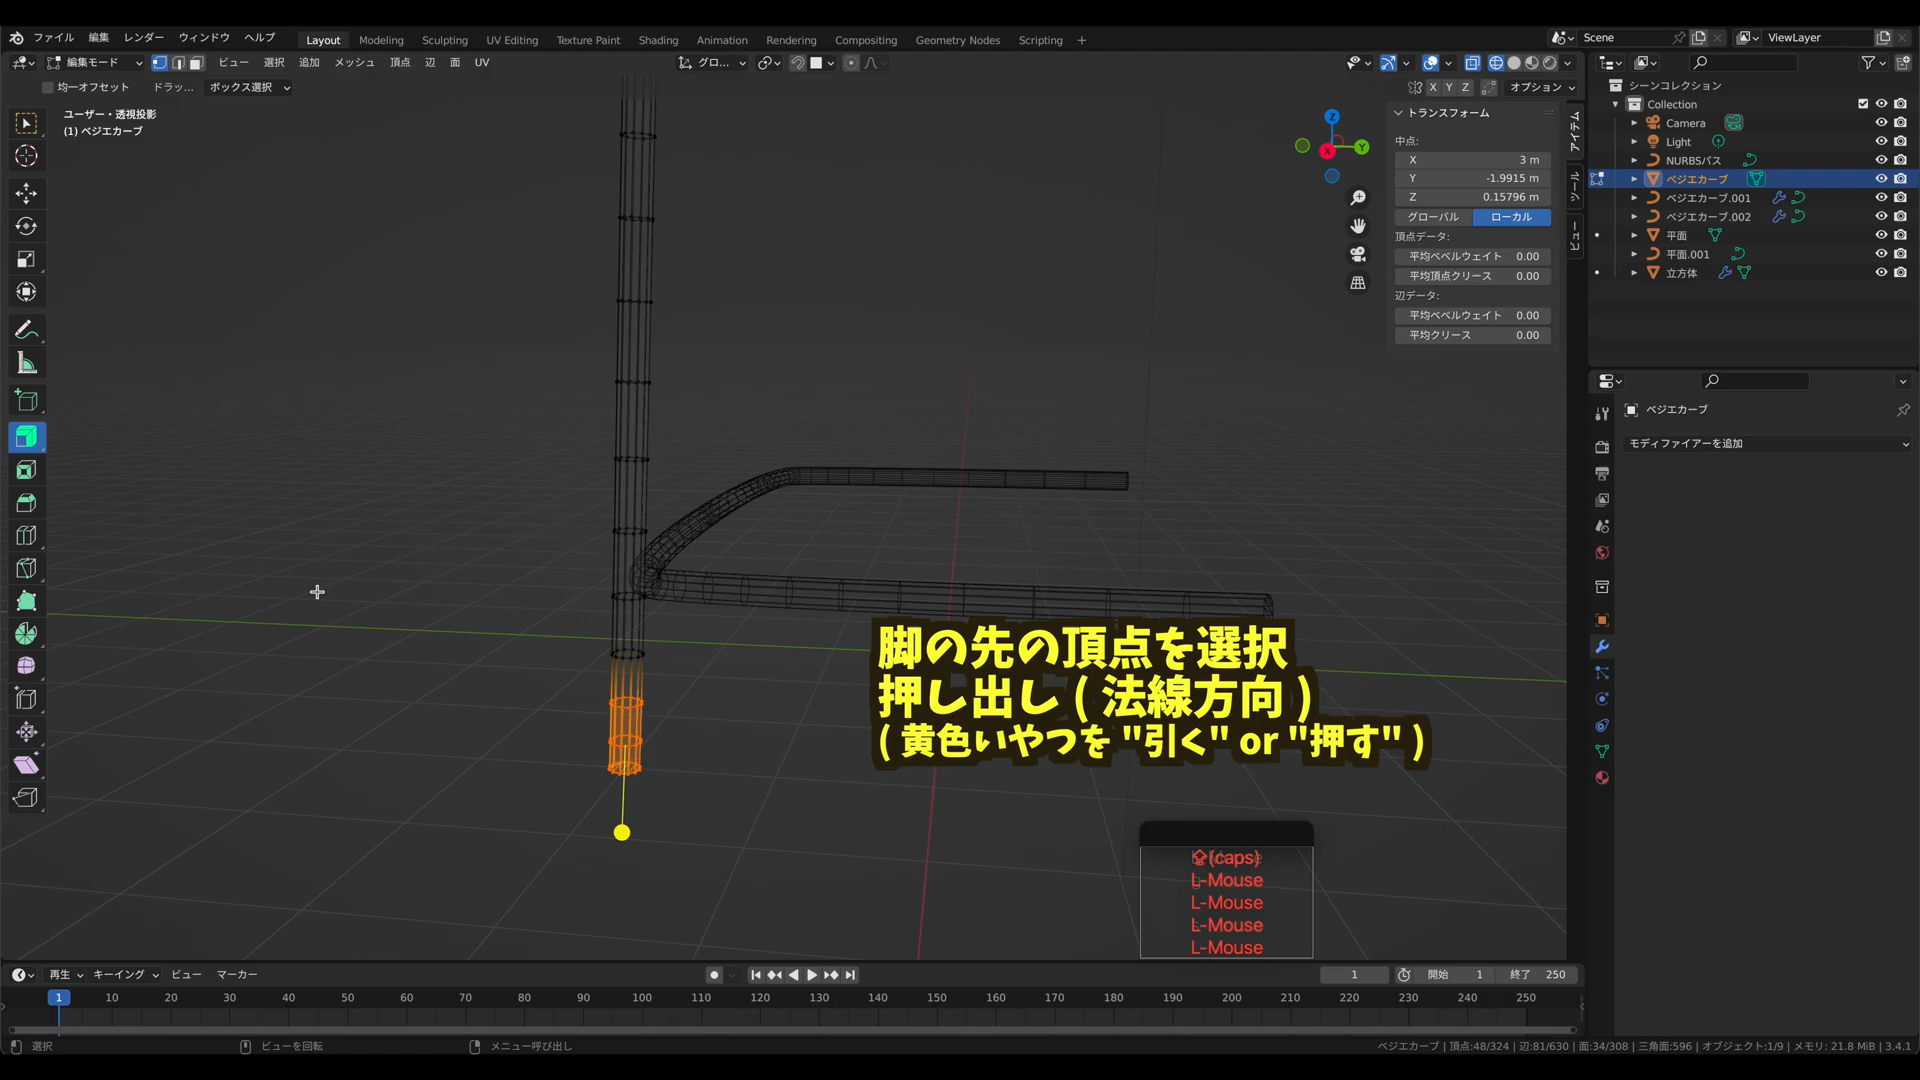 ファイル 編集 レンダー ウィンドウ ヘルプ Layout Modeling Sculpting UV Editing Texture Paint Shading Animation Rendering Compositing Geometry Nodes Scripting + Scene ViewLayer
編集モード ビュー 選択 追加 メッシュ 頂点 辺 面 UV グロ...
均一オフセット ドラッ... ボックス選択 X Y Z オプション
ユーザー・透視投影
(1) ベジエカーブ
Z
Y
X
トランスフォーム
中点:
X 3 m
Y -1.9915 m
Z 0.15796 m
グローバル ローカル
頂点データ:
平均ベベルウェイト 0.00
平均頂点クリース 0.00
辺データ:
平均ベベルウェイト 0.00
平均クリース 0.00
アイテム
ツール
ビュー
シーンコレクション
Collection
Camera
Light
NURBSパス
ベジエカーブ
ベジエカーブ.001
ベジエカーブ.002
平面
平面.001
立方体
ベジエカーブ
モディファイアーを追加
脚の先の頂点を選択
押し出し ( 法線方向 )
( 黄色いやつを "引く" or "押す" )
(caps)
L-Mouse
L-Mouse
L-Mouse
L-Mouse
再生 キーイング ビュー マーカー 1 開始 1 終了 250
1 10 20 30 40 50 60 70 80 90 100 110 120 130 140 150 160 170 180 190 200 210 220 230 240 250
選択 ビューを回転 メニュー呼び出し ベジエカーブ | 頂点:48/324 | 辺:81/630 | 面:34/308 | 三角面:596 | オブジェクト:1/9 | メモリ: 21.8 MiB | 3.4.1